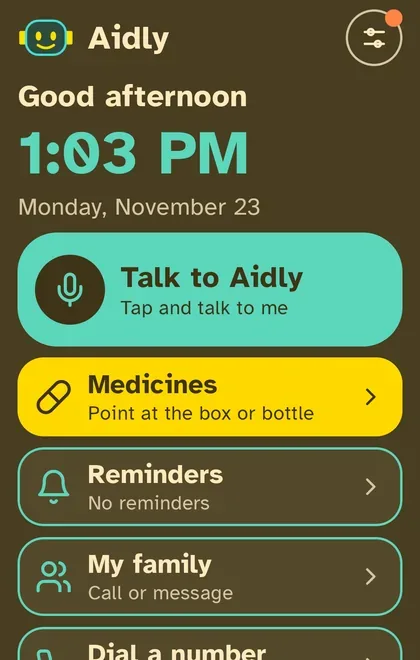 Aidly
Good afternoon
1:03 PM
Monday, November 23
Talk to Aidly
Tap and talk to me
Medicines
Point at the box or bottle
Reminders
No reminders
My family
Call or message
Dial a number